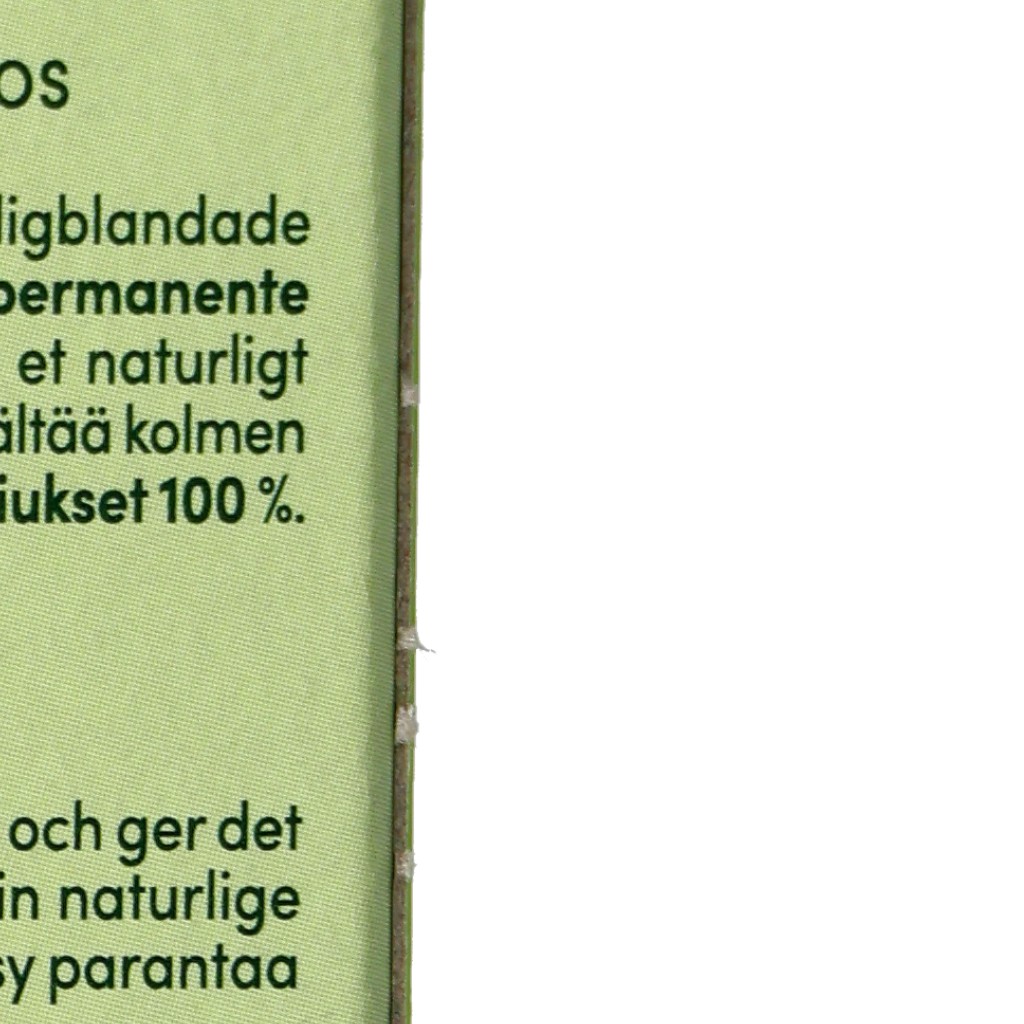 os
ligblandade
permanente
et naturligt
ältää kolmen
iukset 100 %.
och ger det
in naturlige
sy parantaa